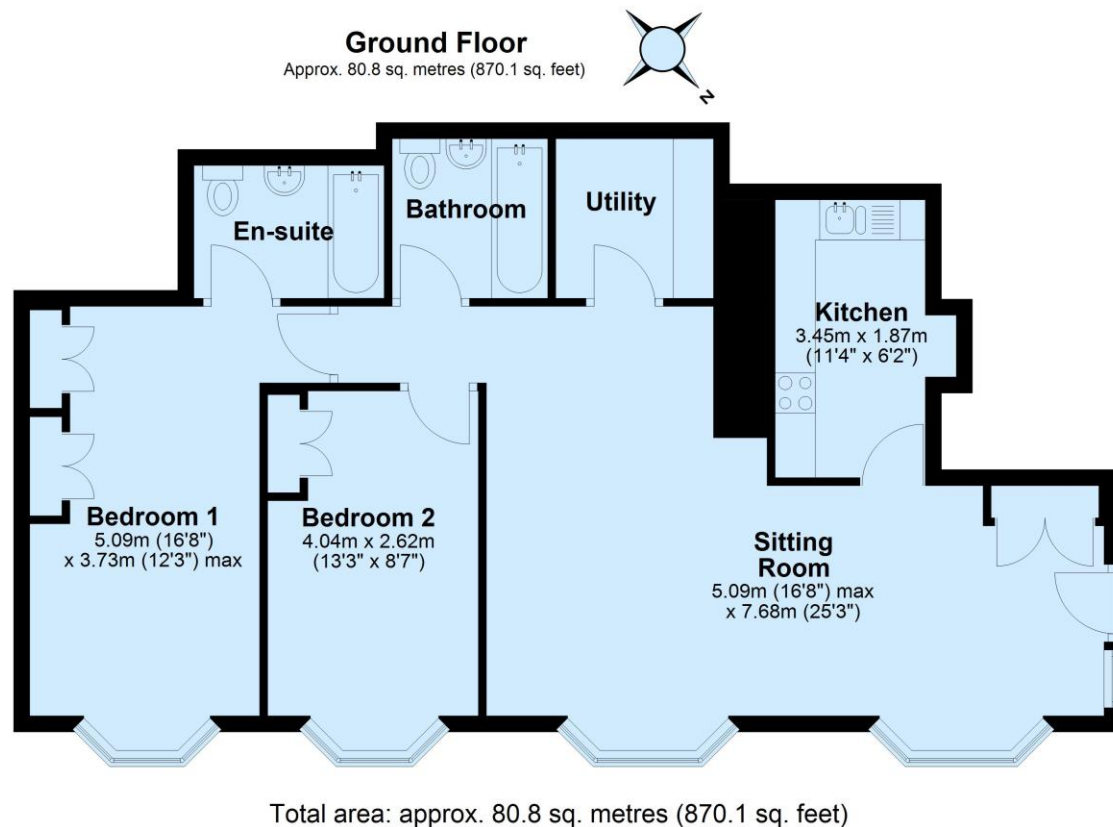 Ground Floor
Approx. 80.8 sq. metres (870.1 sq. feet)
N
En-suite
Bathroom
Utility
Kitchen
3.45m x 1.87m
(11'4" x 6'2")
Bedroom 1
5.09m (16'8")
x 3.73m (12'3") max
Bedroom 2
4.04m x 2.62m
(13'3" x 8'7")
Sitting
Room
5.09m (16'8") max
x 7.68m (25'3")
Total area: approx. 80.8 sq. metres (870.1 sq. feet)